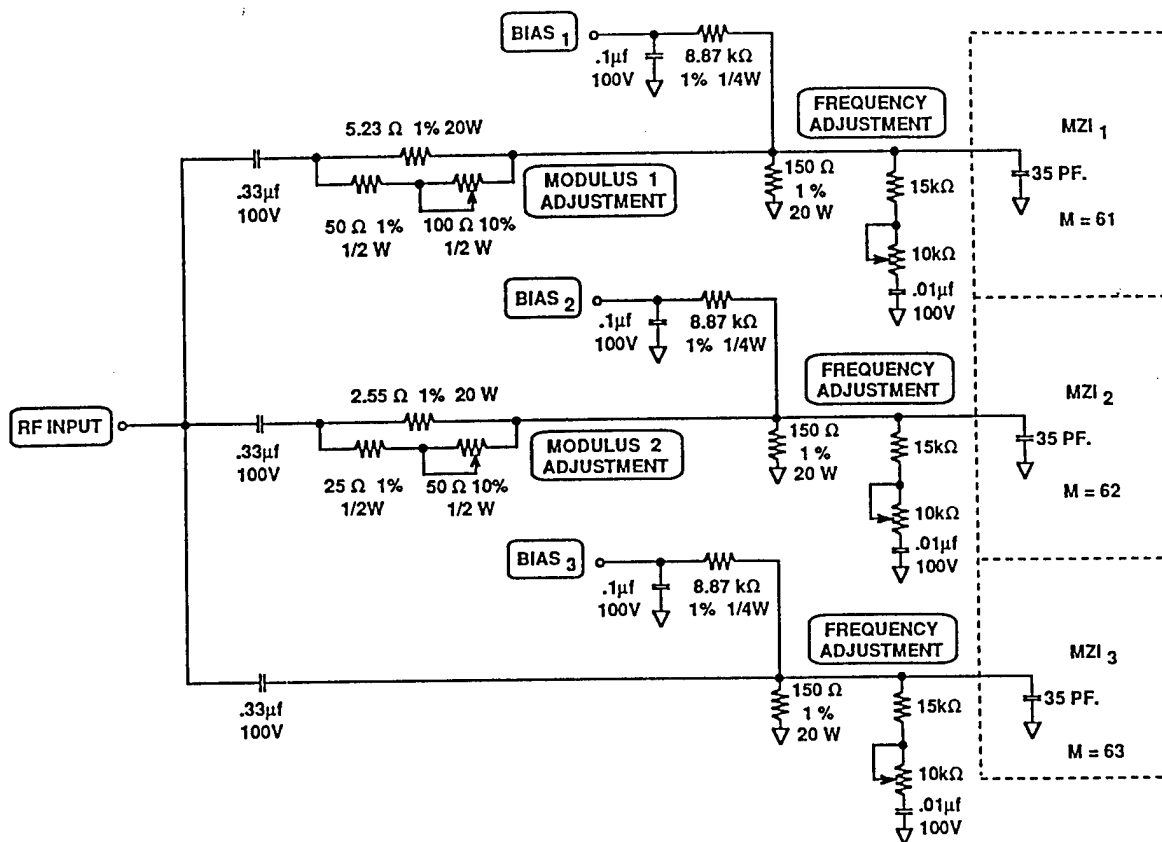 BIAS 1
.1µf
100V
8.87 kΩ
1% 1/4W
FREQUENCY
ADJUSTMENT
MZI 1
5.23 Ω 1% 20W
.33µf
100V
50 Ω 1%
1/2 W
100 Ω 10%
1/2 W
MODULUS 1
ADJUSTMENT
150 Ω
1 %
20 W
15kΩ
10kΩ
.01µf
100V
35 PF.
M = 61
BIAS 2
.1µf
100V
8.87 kΩ
1% 1/4W
FREQUENCY
ADJUSTMENT
MZI 2
RF INPUT
2.55 Ω 1% 20 W
.33µf
100V
25 Ω 1%
1/2W
50 Ω 10%
1/2 W
MODULUS 2
ADJUSTMENT
150 Ω
1 %
20 W
15kΩ
10kΩ
.01µf
100V
35 PF.
M = 62
BIAS 3
.1µf
100V
8.87 kΩ
1% 1/4W
FREQUENCY
ADJUSTMENT
MZI 3
.33µf
100V
150 Ω
1 %
20 W
15kΩ
10kΩ
.01µf
100V
35 PF.
M = 63